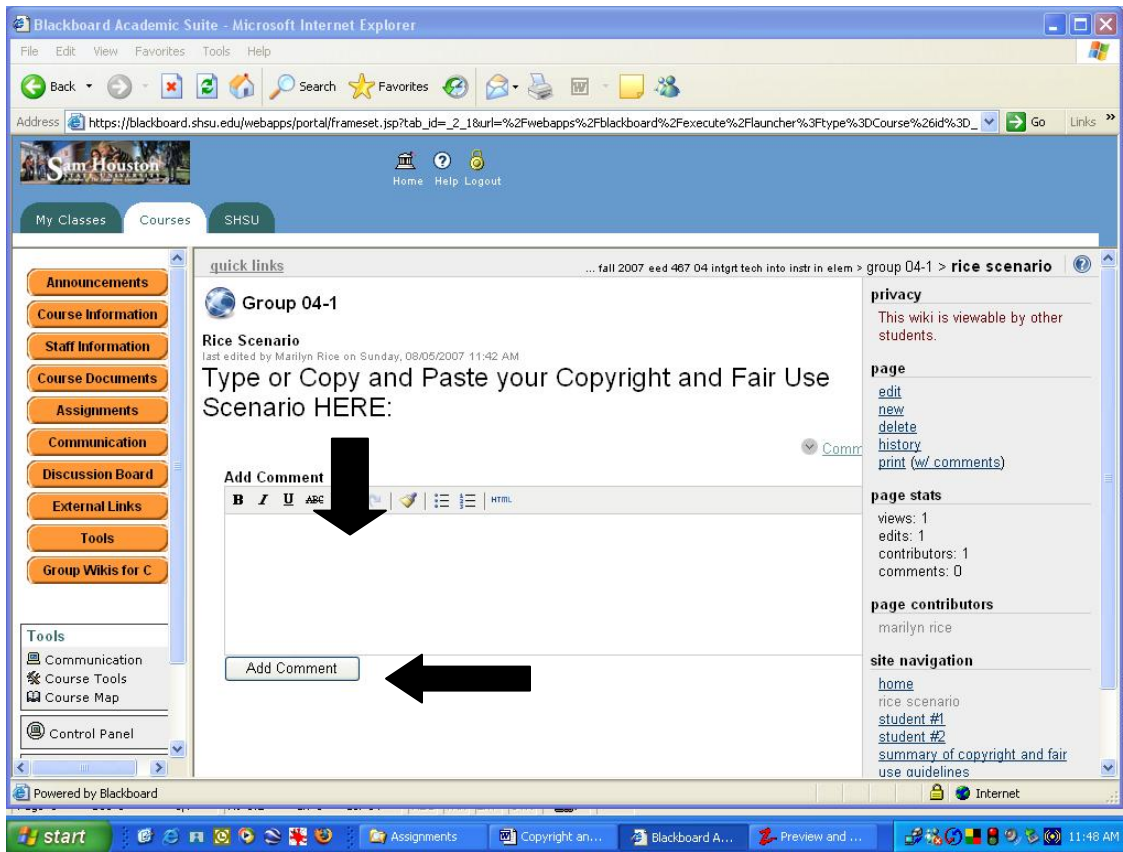 Blackboard Academic Suite - Microsoft Internet Explorer
File Edit View Favorites Tools Help
Back Search Favorites
Address https://blackboard.shsu.edu/webapps/portal/frameset.jsp?tab_id=_2_1&url=%2Fwebapps%2Fblackboard%2Fexecute%2Flauncher%3Ftype%3DCourse%26id%3D_ Go Links »
Sam Houston
STATE UNIVERSITY
Home Help Logout
My Classes Courses SHSU
Announcements
Course Information
Staff Information
Course Documents
Assignments
Communication
Discussion Board
External Links
Tools
Group Wikis for C
Tools
Communication
Course Tools
Course Map
Control Panel
quick links
... fall 2007 eed 467 04 intgrt tech into instr in elem > group 04-1 > rice scenario
Group 04-1
Rice Scenario
last edited by Marilyn Rice on Sunday, 08/05/2007 11:42 AM
Type or Copy and Paste your Copyright and Fair Use
Scenario HERE:
Comm
Add Comment
B I U ABC HTML
Add Comment
privacy
This wiki is viewable by other
students.
page
edit
new
delete
history
print (w/ comments)
page stats
views: 1
edits: 1
contributors: 1
comments: 0
page contributors
marilyn rice
site navigation
home
rice scenario
student #1
student #2
summary of copyright and fair
use guidelines
Powered by Blackboard Internet
start Assignments Copyright an... Blackboard A... Preview and ... 11:48 AM